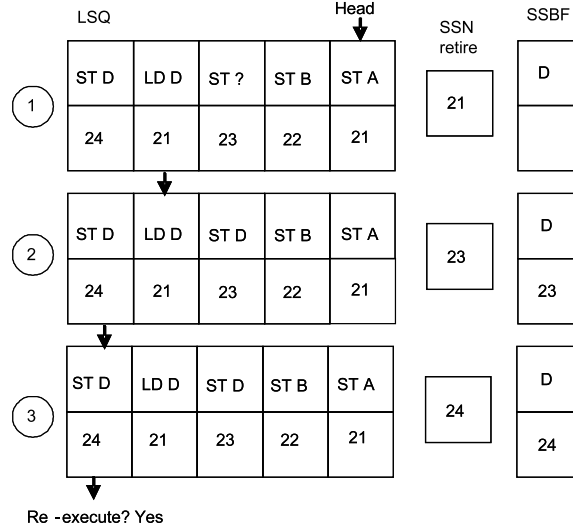 LSQ
Head
SSN
retire
SSBF
1
ST D LD D ST ? ST B ST A
24 21 23 22 21
21
D
2
ST D LD D ST D ST B ST A
24 21 23 22 21
23
D
23
3
ST D LD D ST D ST B ST A
24 21 23 22 21
24
D
24
Re -execute? Yes